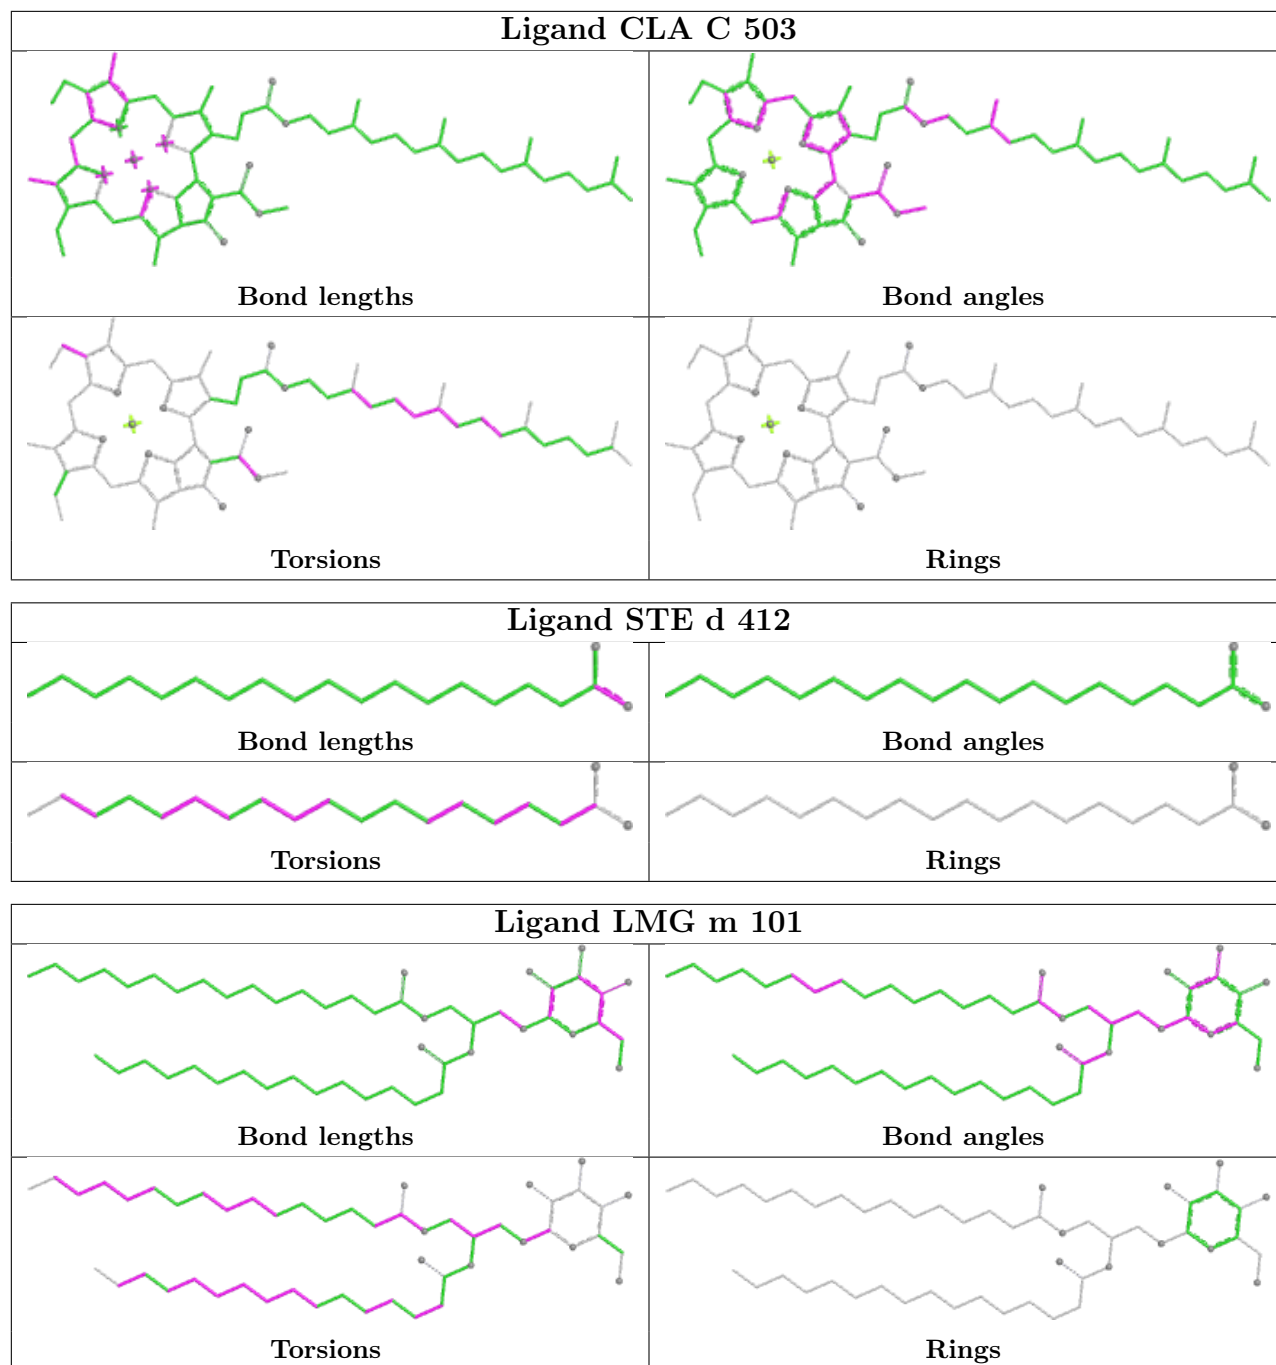 Ligand CLA C 503
Bond lengths
Bond angles
Torsions
Rings
Ligand STE d 412
Bond lengths
Bond angles
Torsions
Rings
Ligand LMG m 101
Bond lengths
Bond angles
Torsions
Rings